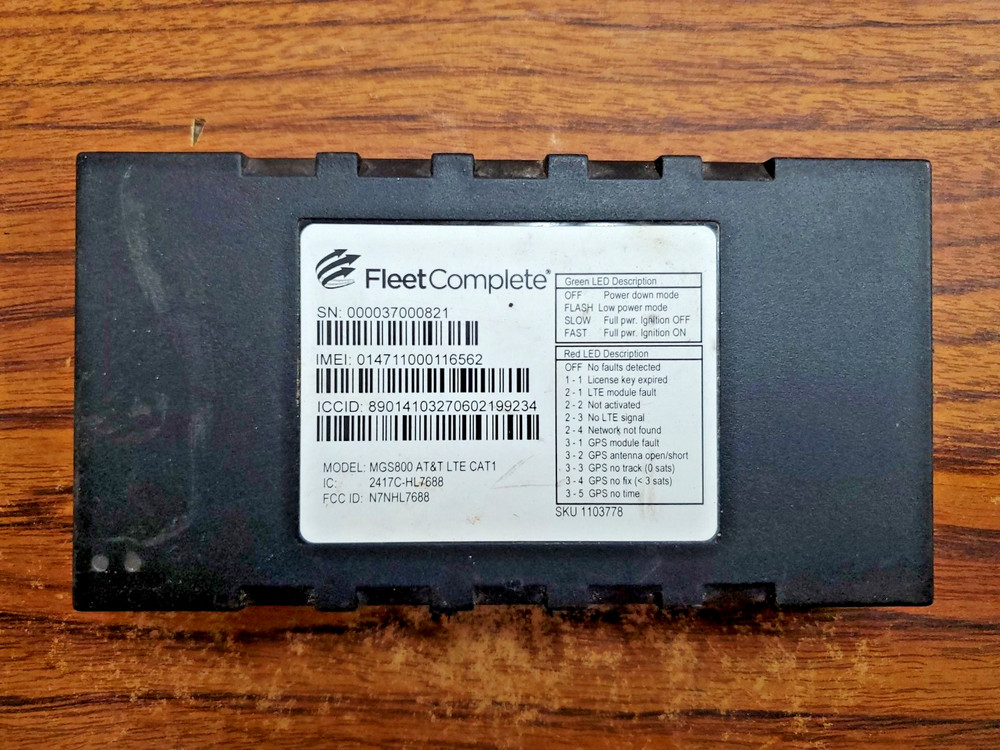 FleetComplete®
SN: 000037000821
IMEI: 014711000116562
ICCID: 89014103270602199234
MODEL: MGS800 AT&T LTE CAT1
IC: 2417C-HL7688
FCC ID: N7NHL7688
Green LED Description
OFF Power down mode
FLASH Low power mode
SLOW Full pwr. Ignition OFF
FAST Full pwr. Ignition ON
Red LED Description
OFF No faults detected
1 - 1 License key expired
2 - 1 LTE module fault
2 - 2 Not activated
2 - 3 No LTE signal
2 - 4 Network not found
3 - 1 GPS module fault
3 - 2 GPS antenna open/short
3 - 3 GPS no track (0 sats)
3 - 4 GPS no fix (< 3 sats)
3 - 5 GPS no time
SKU 1103778